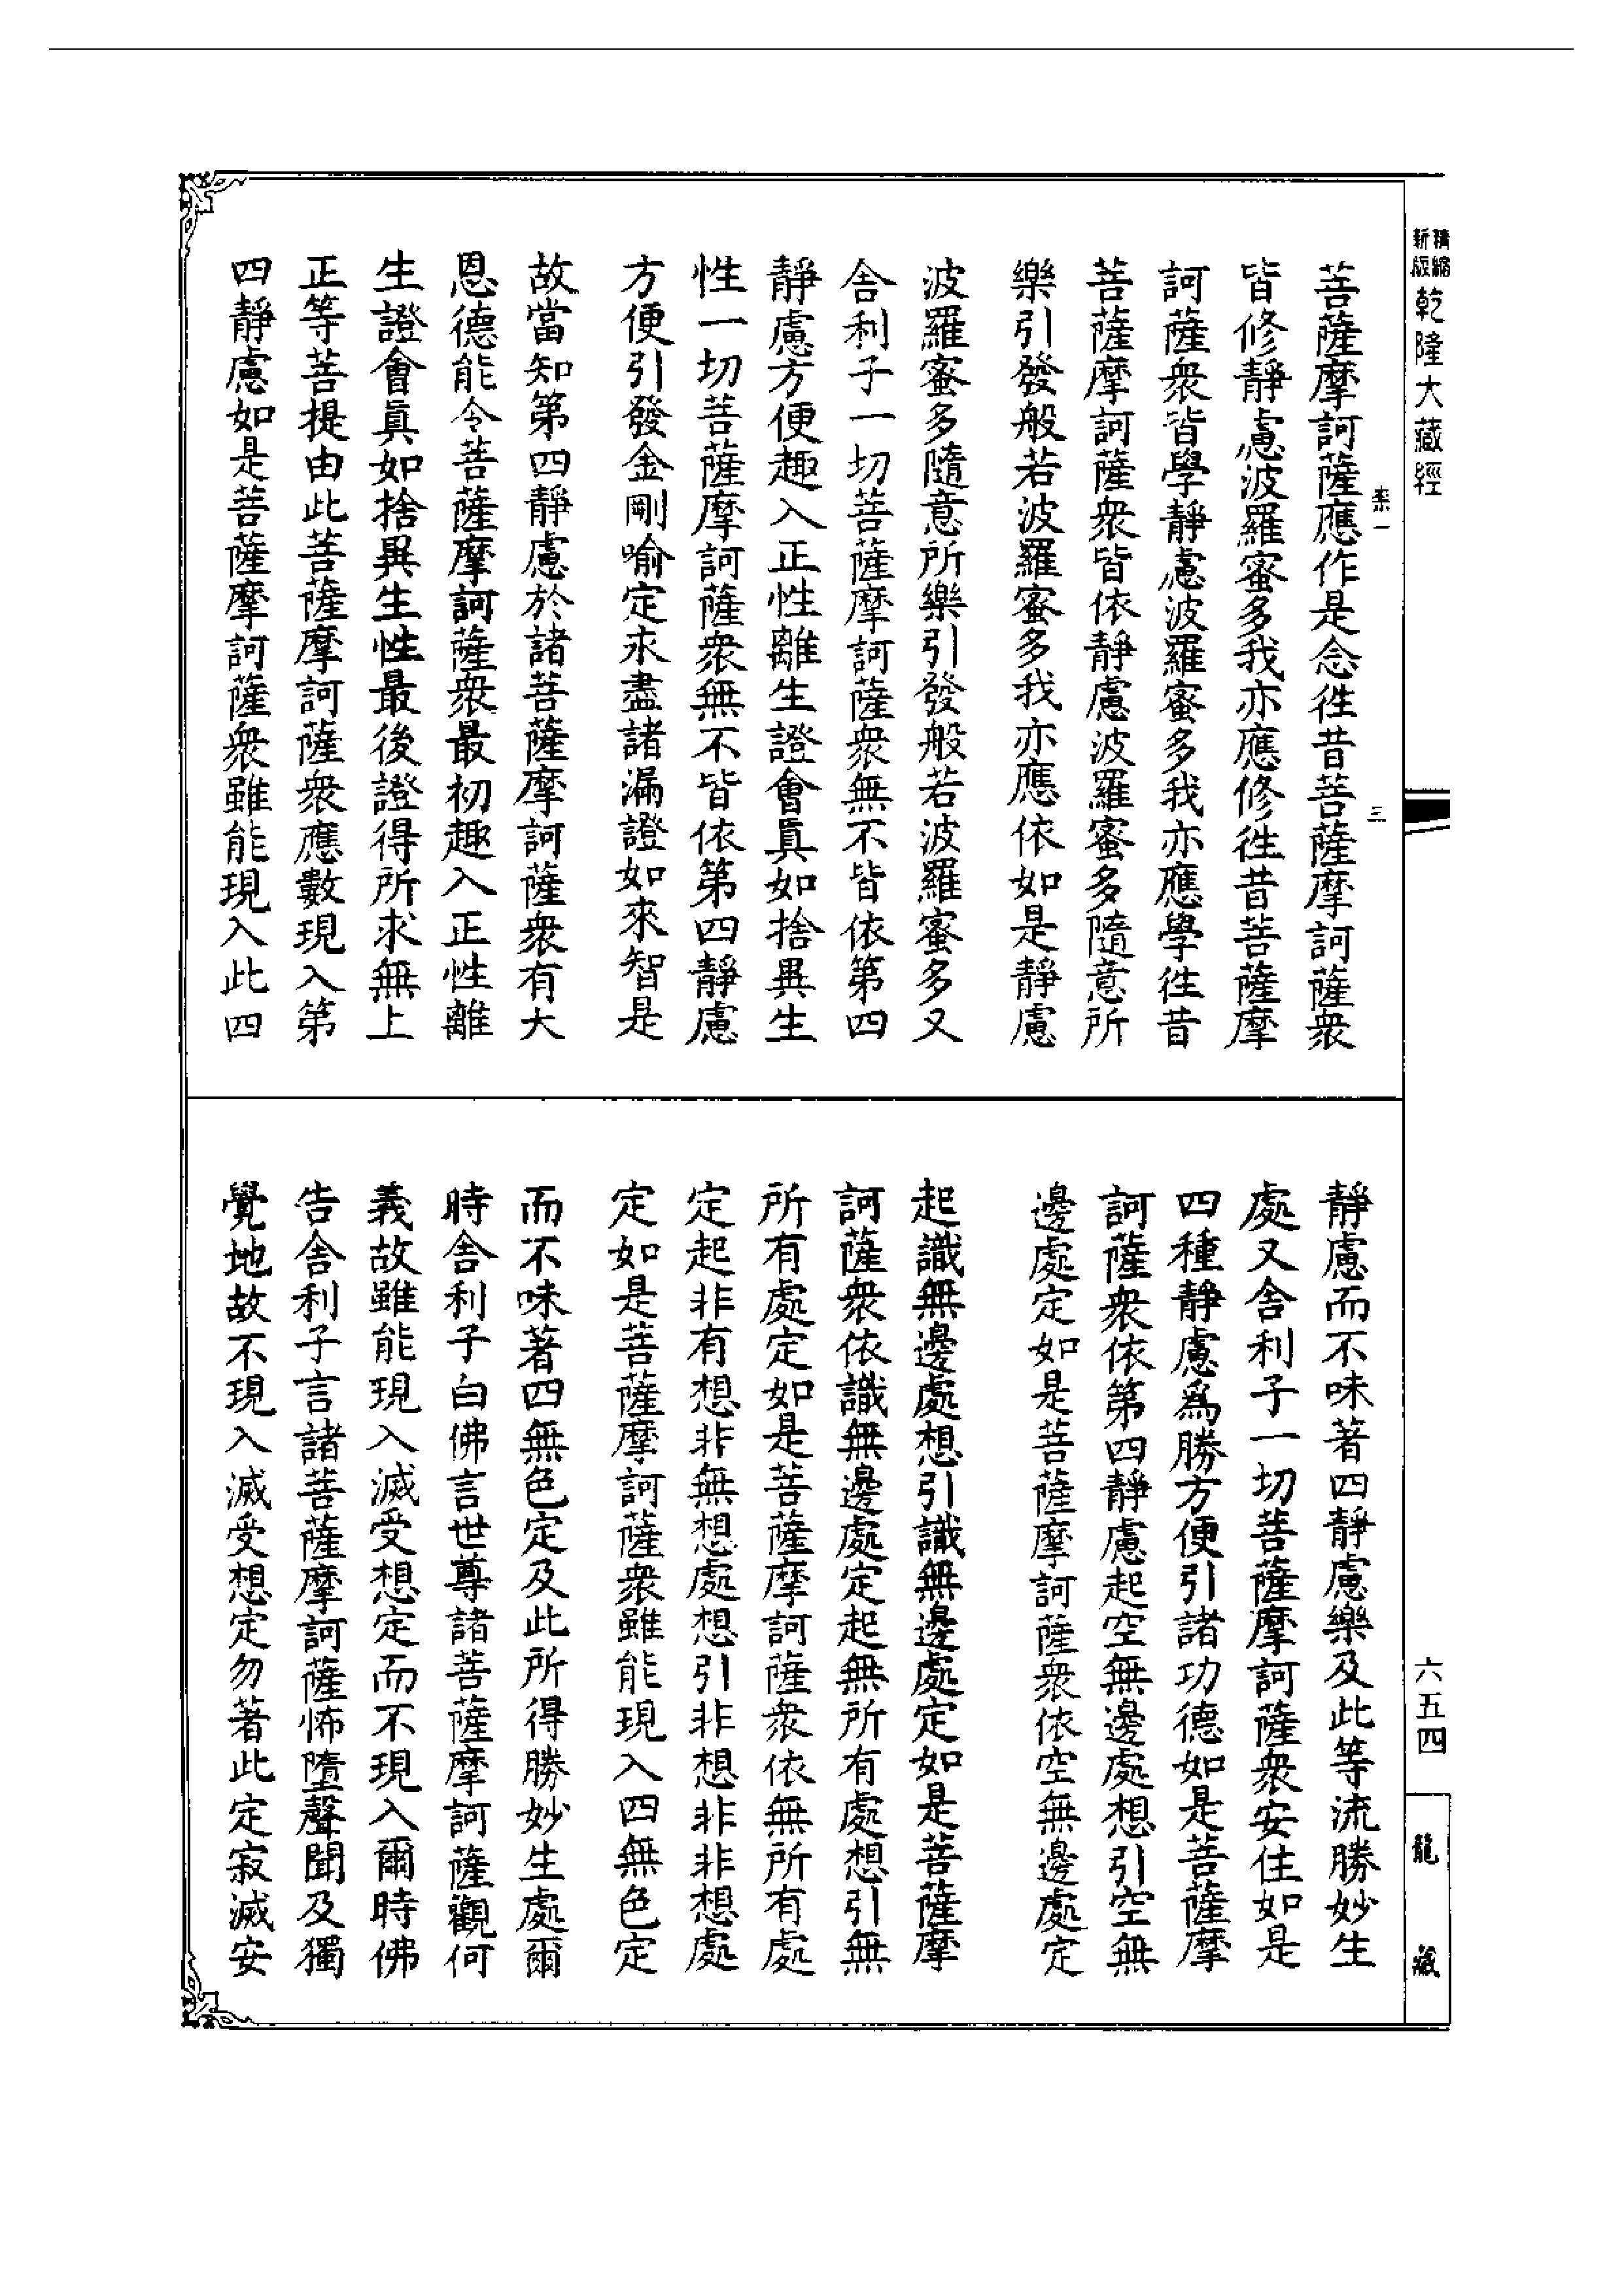 精縮新版乾隆大藏經
柰一
三
六五四
龍藏
菩薩摩訶薩應作是念徃昔菩薩摩訶薩衆
皆修靜慮波羅蜜多我亦應修徃昔菩薩摩
訶薩衆皆學靜慮波羅蜜多我亦應學徃昔
菩薩摩訶薩衆皆依靜慮波羅蜜多隨意所
樂引發般若波羅蜜多我亦應依如是靜慮
波羅蜜多隨意所樂引發般若波羅蜜多又
舍利子一切菩薩摩訶薩衆無不皆依第四
靜慮方便趣入正性離生證會眞如捨異生
性一切菩薩摩訶薩衆無不皆依第四靜慮
方便引發金剛喻定永盡諸漏證如來智是
故當知第四靜慮於諸菩薩摩訶薩衆有大
恩德能令菩薩摩訶薩衆最初趣入正性離
生證會眞如捨異生性最後證得所求無上
正等菩提由此菩薩摩訶薩衆應數現入第
四靜慮如是菩薩摩訶薩衆雖能現入此四
靜慮而不味著四靜慮樂及此等流勝妙生
處又舍利子一切菩薩摩訶薩衆安住如是
四種靜慮爲勝方便引諸功德如是菩薩摩
訶薩衆依第四靜慮起空無邊處想引空無
邊處定如是菩薩摩訶薩衆依空無邊處定
起識無邊處想引識無邊處定如是菩薩摩
訶薩衆依識無邊處定起無所有處想引無
所有處定如是菩薩摩訶薩衆依無所有處
定起非有想非無想處想引非想非非想處
定如是菩薩摩訶薩衆雖能現入四無色定
而不味著四無色定及此所得勝妙生處爾
時舍利子白佛言世尊諸菩薩摩訶薩觀何
義故雖能現入滅受想定而不現入爾時佛
告舍利子言諸菩薩摩訶薩怖墮聲聞及獨
覺地故不現入滅受想定勿著此定寂滅安